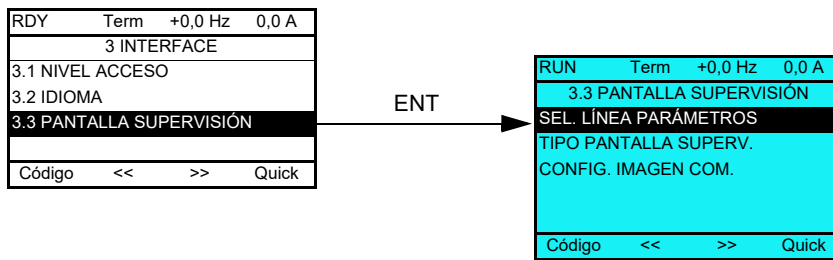 RDY Term +0,0 Hz 0,0 A
3 INTERFACE
3.1 NIVEL ACCESO
3.2 IDIOMA
3.3 PANTALLA SUPERVISIÓN
Código << >> Quick
ENT
RUN Term +0,0 Hz 0,0 A
3.3 PANTALLA SUPERVISIÓN
SEL. LÍNEA PARÁMETROS
TIPO PANTALLA SUPERV.
CONFIG. IMAGEN COM.
Código << >> Quick